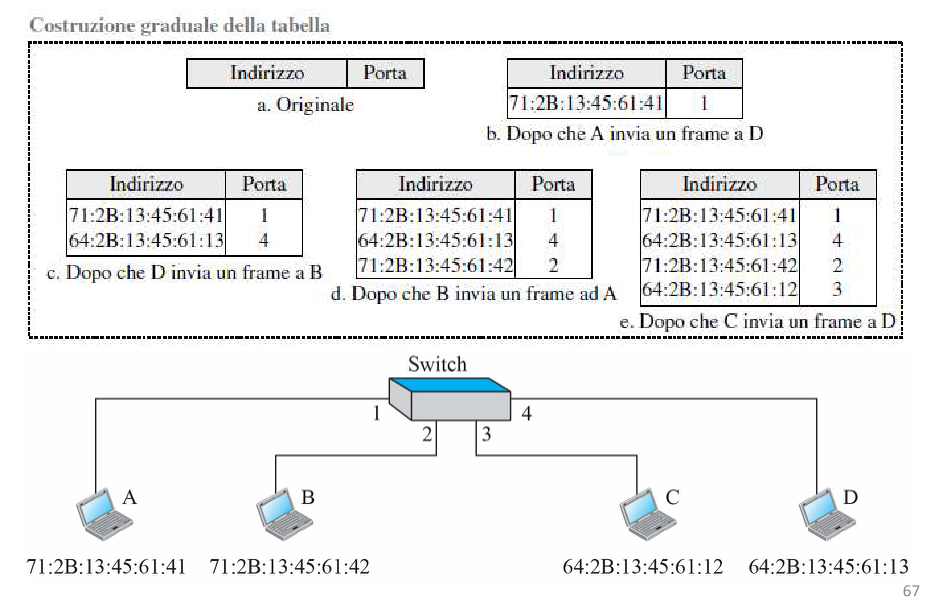 Costruzione graduale della tabella
Indirizzo Porta
a. Originale
Indirizzo Porta
71:2B:13:45:61:41 1
b. Dopo che A invia un frame a D
Indirizzo Porta
71:2B:13:45:61:41 1
64:2B:13:45:61:13 4
c. Dopo che D invia un frame a B
Indirizzo Porta
71:2B:13:45:61:41 1
64:2B:13:45:61:13 4
71:2B:13:45:61:42 2
d. Dopo che B invia un frame ad A
Indirizzo Porta
71:2B:13:45:61:41 1
64:2B:13:45:61:13 4
71:2B:13:45:61:42 2
64:2B:13:45:61:12 3
e. Dopo che C invia un frame a D
Switch
1 4
2 3
A B C D
71:2B:13:45:61:41 71:2B:13:45:61:42 64:2B:13:45:61:12 64:2B:13:45:61:13
67